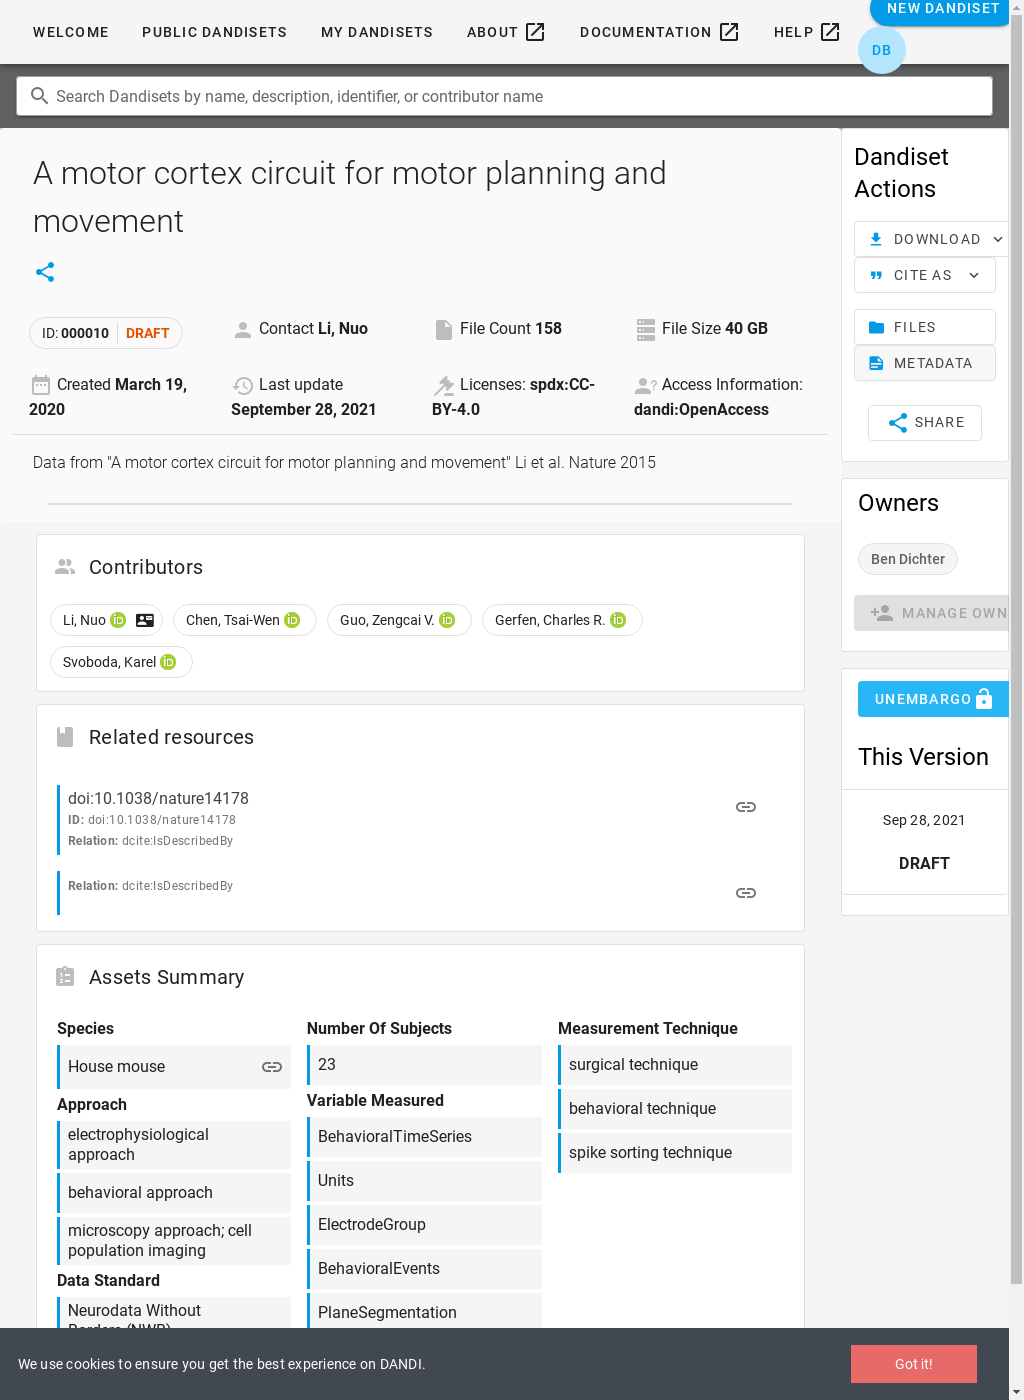 WELCOME
PUBLIC DANDISETS
MY DANDISETS
ABOUT
DOCUMENTATION
HELP
NEW DANDISET
DB
Search Dandisets by name, description, identifier, or contributor name
A motor cortex circuit for motor planning and
movement
ID: 000010 DRAFT
Contact Li, Nuo
File Count 158
File Size 40 GB
Created March 19,
2020
Last update
September 28, 2021
Licenses: spdx:CC-
BY-4.0
Access Information:
dandi:OpenAccess
Data from "A motor cortex circuit for motor planning and movement" Li et al. Nature 2015
Contributors
Li, Nuo
Chen, Tsai-Wen
Guo, Zengcai V.
Gerfen, Charles R.
Svoboda, Karel
Related resources
doi:10.1038/nature14178
ID: doi:10.1038/nature14178
Relation: dcite:IsDescribedBy
Relation: dcite:IsDescribedBy
Assets Summary
Species
House mouse
Approach
electrophysiological
approach
behavioral approach
microscopy approach; cell
population imaging
Data Standard
Neurodata Without
Borders (NWB)
Number Of Subjects
23
Variable Measured
BehavioralTimeSeries
Units
ElectrodeGroup
BehavioralEvents
PlaneSegmentation
Measurement Technique
surgical technique
behavioral technique
spike sorting technique
Dandiset
Actions
DOWNLOAD
CITE AS
FILES
METADATA
SHARE
Owners
Ben Dichter
MANAGE OWN
UNEMBARGO
This Version
Sep 28, 2021
DRAFT
We use cookies to ensure you get the best experience on DANDI.
Got it!